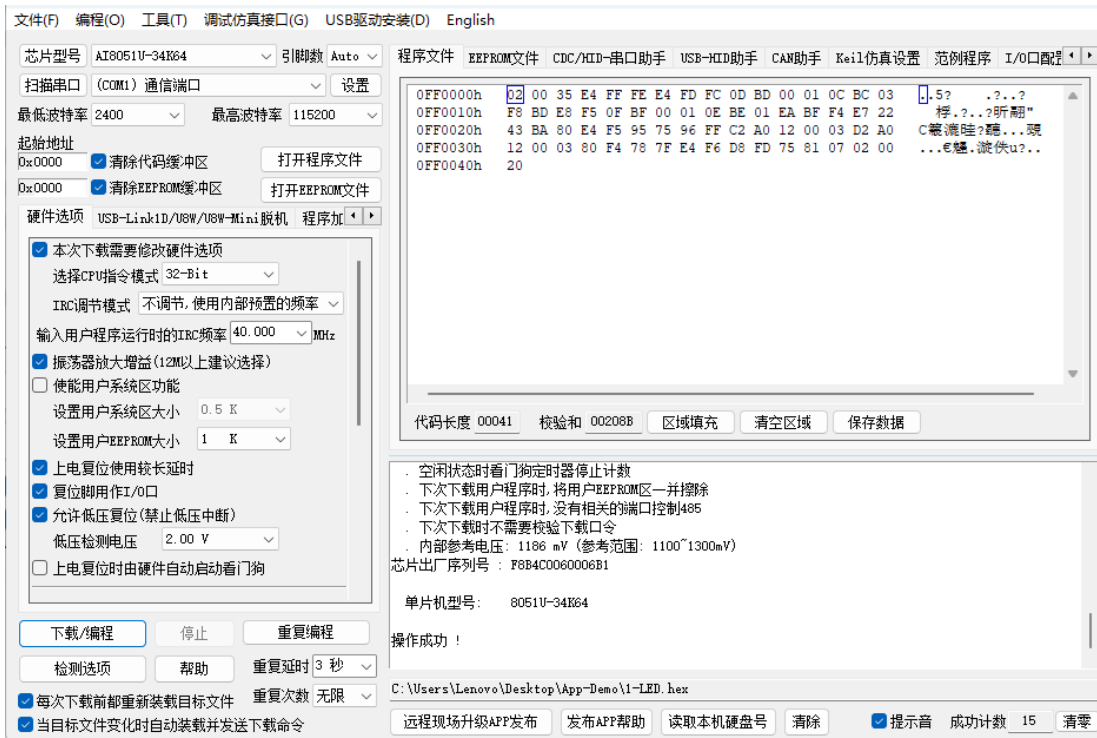 文件(F) 编程(O) 工具(T) 调试仿真接口(G) USB驱动安装(D) English
芯片型号 AI8051U-34K64 引脚数 Auto
扫描串口 (COM1) 通信端口 设置
最低波特率 2400 最高波特率 115200
起始地址
0x0000 清除代码缓冲区 打开程序文件
0x0000 清除EEPROM缓冲区 打开EEPROM文件
硬件选项 USB-Link1D/U8W/U8W-Mini脱机 程序加
本次下载需要修改硬件选项
选择CPU指令模式 32-Bit
IRC调节模式 不调节,使用内部预置的频率
输入用户程序运行时的IRC频率 40.000 MHz
振荡器放大增益(12M以上建议选择)
使能用户系统区功能
设置用户系统区大小 0.5 K
设置用户EEPROM大小 1 K
上电复位使用较长延时
复位脚用作I/O口
允许低压复位(禁止低压中断)
低压检测电压 2.00 V
上电复位时由硬件自动启动看门狗
下载/编程 停止 重复编程
检测选项 帮助 重复延时 3 秒
每次下载前都重新装载目标文件 重复次数 无限
当目标文件变化时自动装载并发送下载命令
程序文件 EEPROM文件 CDC/HID-串口助手 USB-HID助手 CAN助手 Keil仿真设置 范例程序 I/O口配置
0FF0000h 02 00 35 E4 FF FE E4 FD FC 0D BD 00 01 0C BC 03 ..5? .?..?
0FF0010h F8 BD E8 F5 0F BF 00 01 0E BE 01 EA BF F4 E7 22 桴.?..?昕翮"
0FF0020h 43 BA 80 E4 F5 95 75 96 FF C2 A0 12 00 03 D2 A0
0FF0030h 12 00 03 80 F4 78 7F E4 F6 D8 FD 75 81 07 02 00
0FF0040h 20
代码长度 00041 校验和 00208B 区域填充 清空区域 保存数据
. 空闲状态时看门狗定时器停止计数
. 下次下载用户程序时,将用户EEPROM区一并擦除
. 下次下载用户程序时,没有相关的端口控制485
. 下次下载时不需要校验下载口令
. 内部参考电压: 1186 mV (参考范围: 1100~1300mV)
芯片出厂序列号 : F8B4C0060006B1
单片机型号: 8051U-34K64
操作成功 !
C:\Users\Lenovo\Desktop\App-Demo\1-LED.hex
远程现场升级APP发布 发布APP帮助 读取本机硬盘号 清除 提示音 成功计数 15 清零